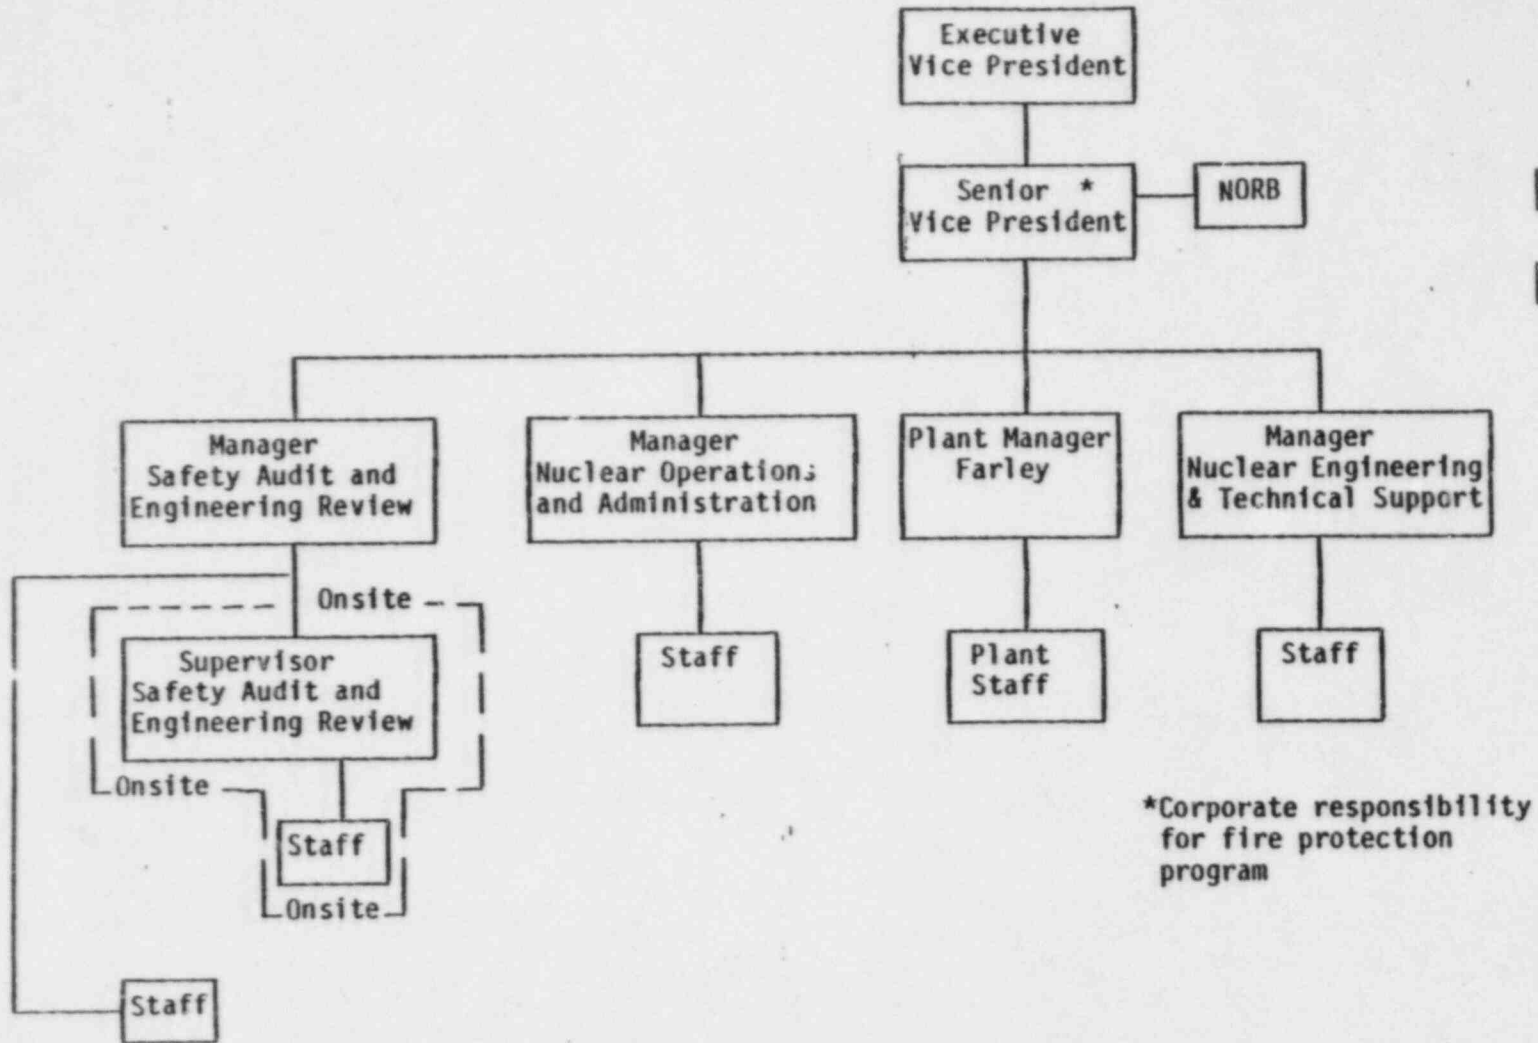 Executive
Vice President
Senior *
Vice President
NORB
Manager
Safety Audit and
Engineering Review
Manager
Nuclear Operations
and Administration
Plant Manager
Farley
Manager
Nuclear Engineering
& Technical Support
Onsite
Supervisor
Safety Audit and
Engineering Review
Onsite
Staff
Onsite
Staff
Staff
Plant
Staff
Staff
*Corporate responsibility
for fire protection
program